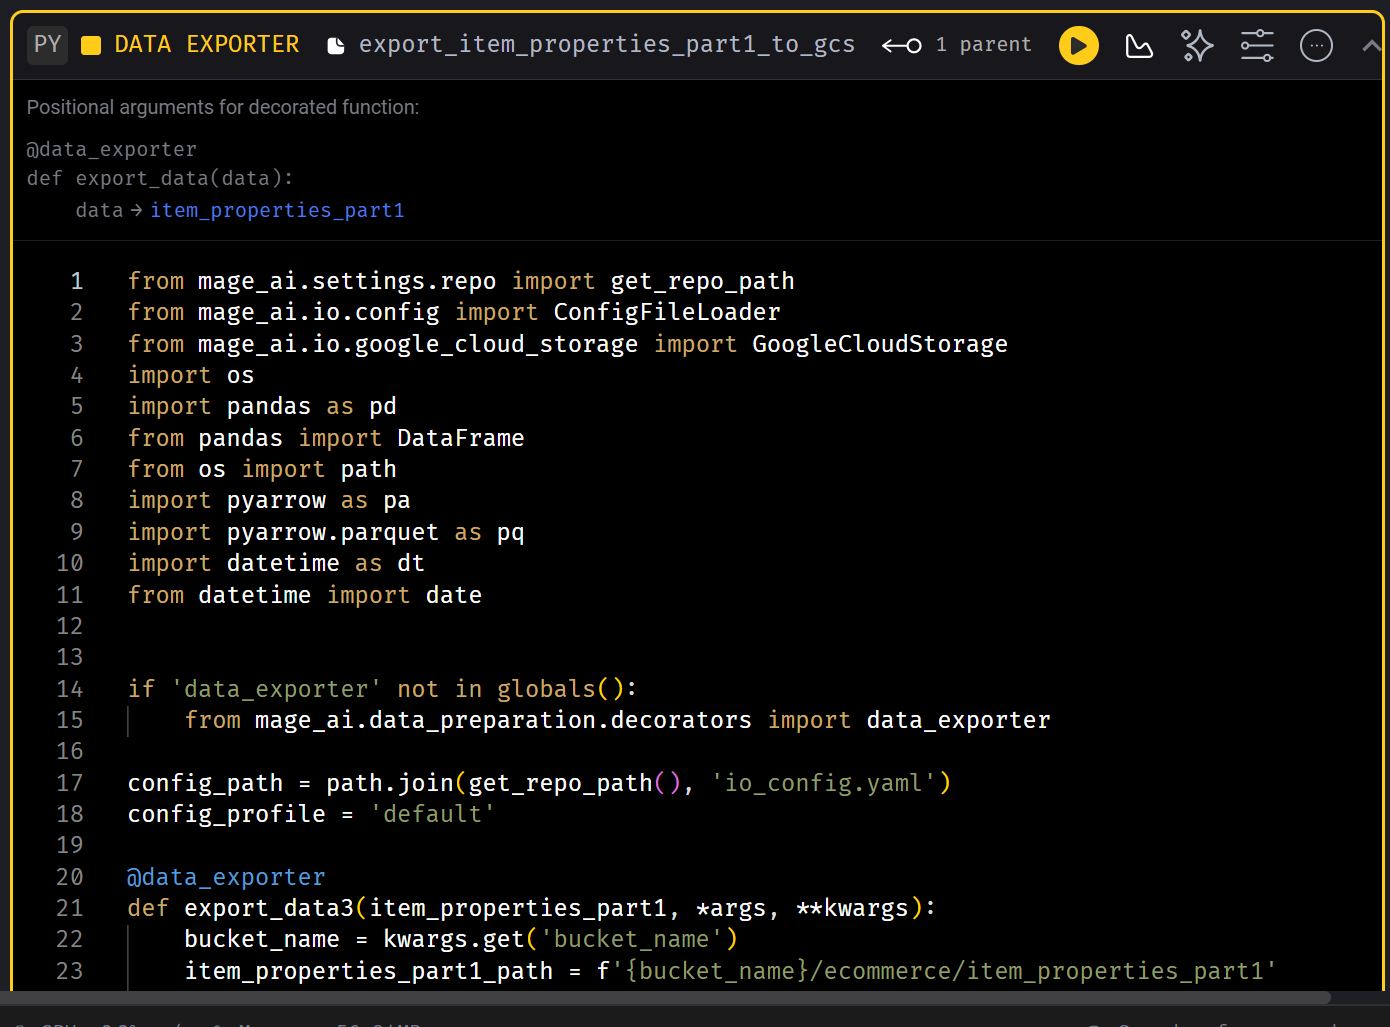 PY DATA EXPORTER export_item_properties_part1_to_gcs 1 parent
Positional arguments for decorated function:
@data_exporter
def export_data(data):
    data → item_properties_part1
1 from mage_ai.settings.repo import get_repo_path
2 from mage_ai.io.config import ConfigFileLoader
3 from mage_ai.io.google_cloud_storage import GoogleCloudStorage
4 import os
5 import pandas as pd
6 from pandas import DataFrame
7 from os import path
8 import pyarrow as pa
9 import pyarrow.parquet as pq
10 import datetime as dt
11 from datetime import date
12
13
14 if 'data_exporter' not in globals():
15     from mage_ai.data_preparation.decorators import data_exporter
16
17 config_path = path.join(get_repo_path(), 'io_config.yaml')
18 config_profile = 'default'
19
20 @data_exporter
21 def export_data3(item_properties_part1, *args, **kwargs):
22     bucket_name = kwargs.get('bucket_name')
23     item_properties_part1_path = f'{bucket_name}/ecommerce/item_properties_part1'